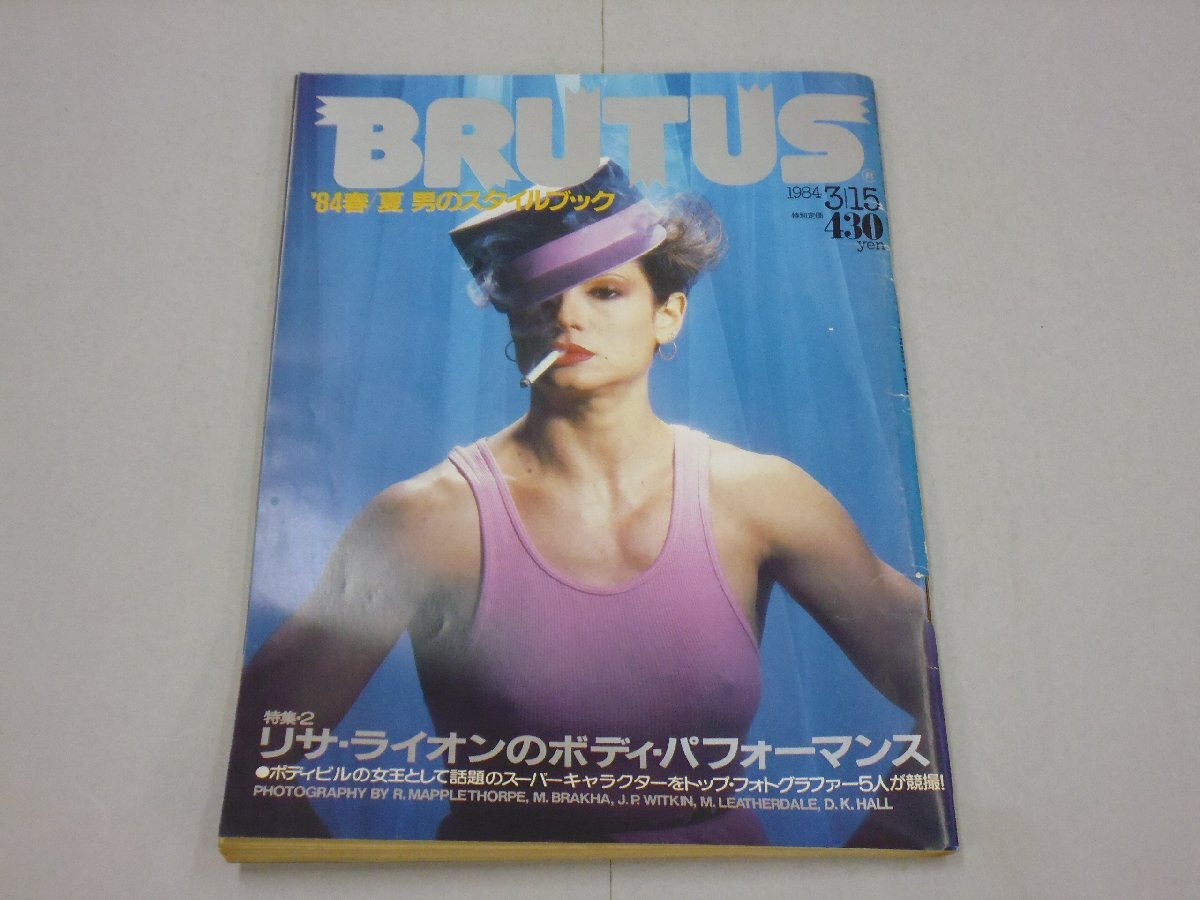 BRUTUS
'84春/夏 男のスタイルブック
1984 3|15
特別定価
430
yen
特集・2
リサ・ライオンのボディ・パフォーマンス
●ボディビルの女王として話題のスーパーキャラクターをトップ・フォトグラファー5人が競撮!
PHOTOGRAPHY BY R. MAPPLETHORPE, M. BRAKHA, J.P. WITKIN, M. LEATHERDALE, D.K. HALL